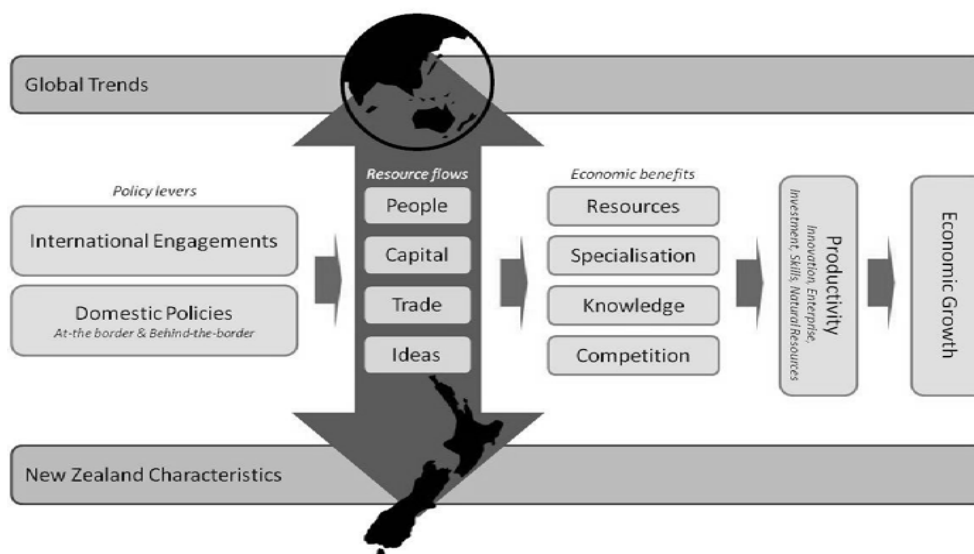 Global Trends
Policy levers
International Engagements
Domestic Policies
At-the border & Behind-the-border
Resource flows
People
Capital
Trade
Ideas
Economic benefits
Resources
Specialisation
Knowledge
Competition
Productivity
Innovation, Enterprise,
Investment, Skills, Natural Resources
Economic Growth
New Zealand Characteristics